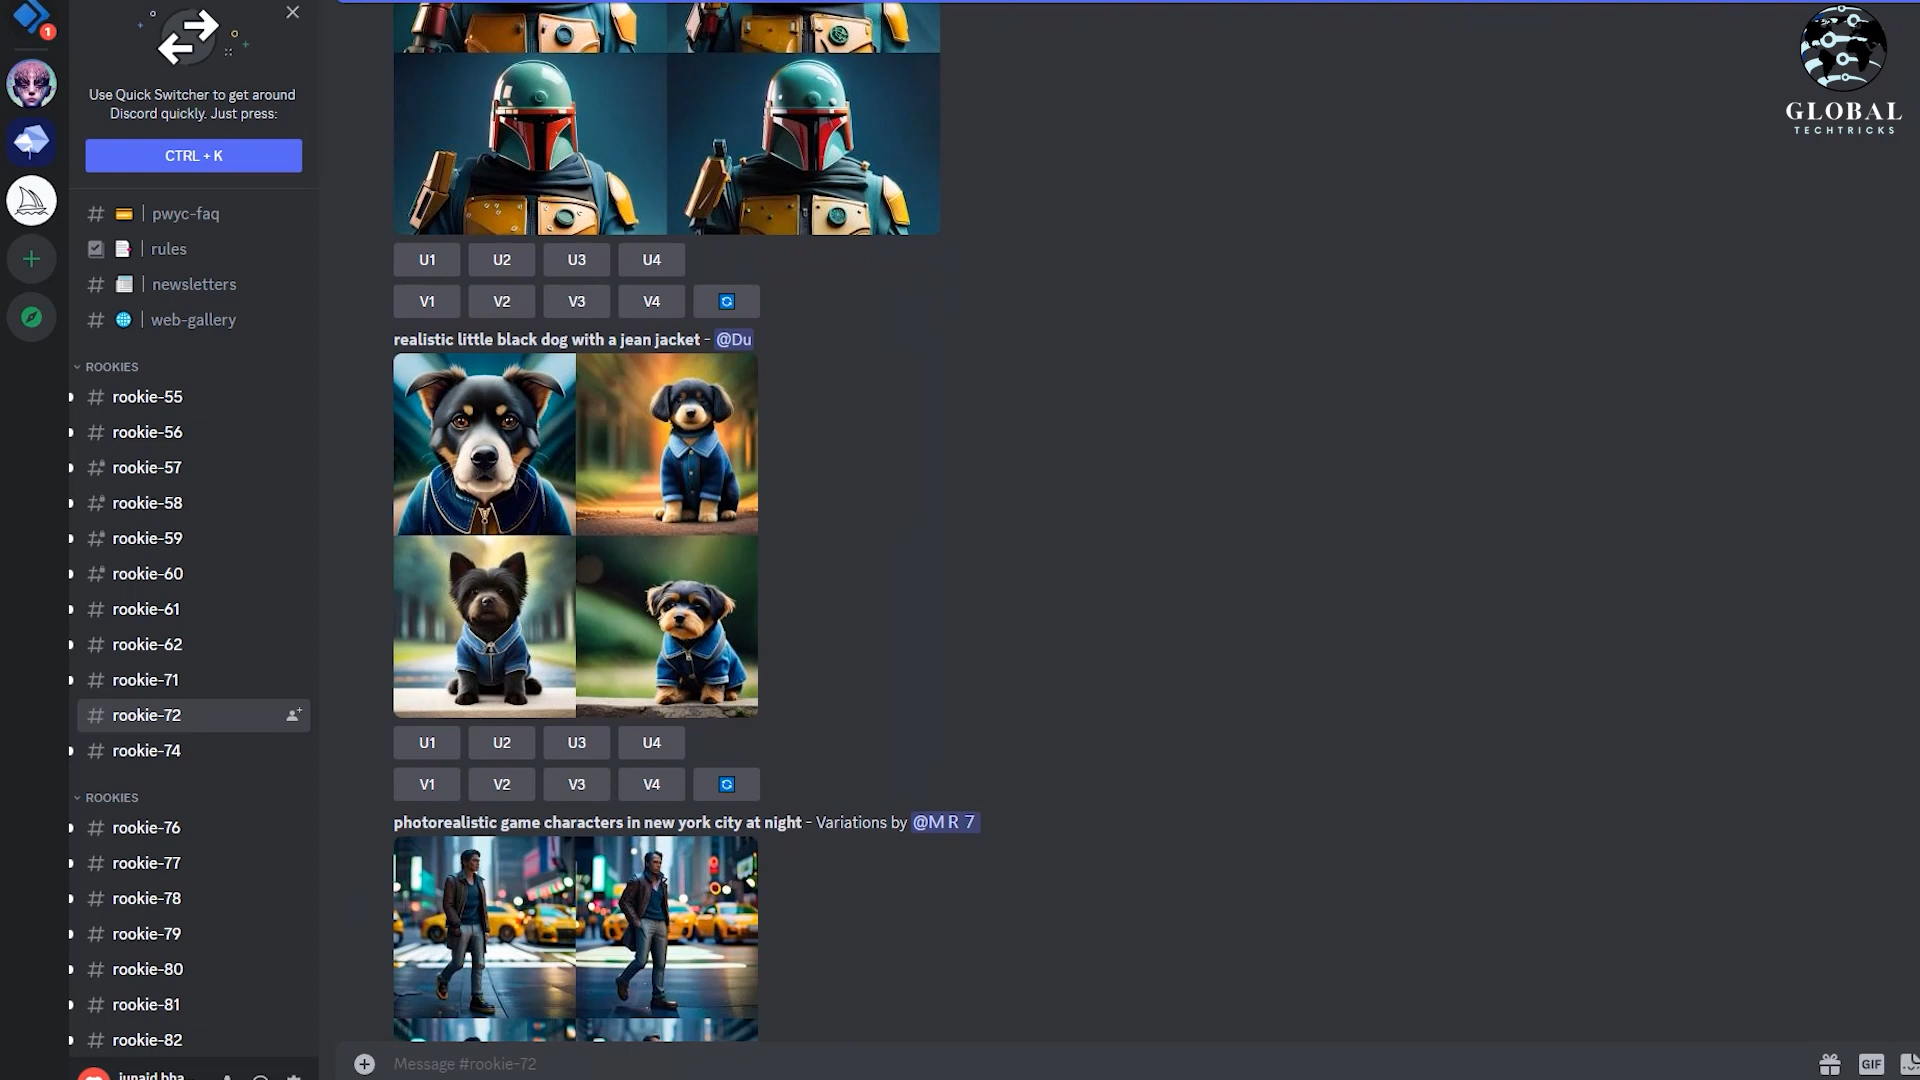 1
Use Quick Switcher to get around
Discord quickly. Just press:
CTRL + K
pwyc-faq
rules
newsletters
web-gallery
ROOKIES
rookie-55
rookie-56
rookie-57
rookie-58
rookie-59
rookie-60
rookie-61
rookie-62
rookie-71
rookie-72
rookie-74
ROOKIES
rookie-76
rookie-77
rookie-78
rookie-79
rookie-80
rookie-81
rookie-82
U1 U2 U3 U4
V1 V2 V3 V4
realistic little black dog with a jean jacket - @Du
U1 U2 U3 U4
V1 V2 V3 V4
photorealistic game characters in new york city at night - Variations by @M R 7
Message #rookie-72
GIF
GLOBAL
TECHTRICKS